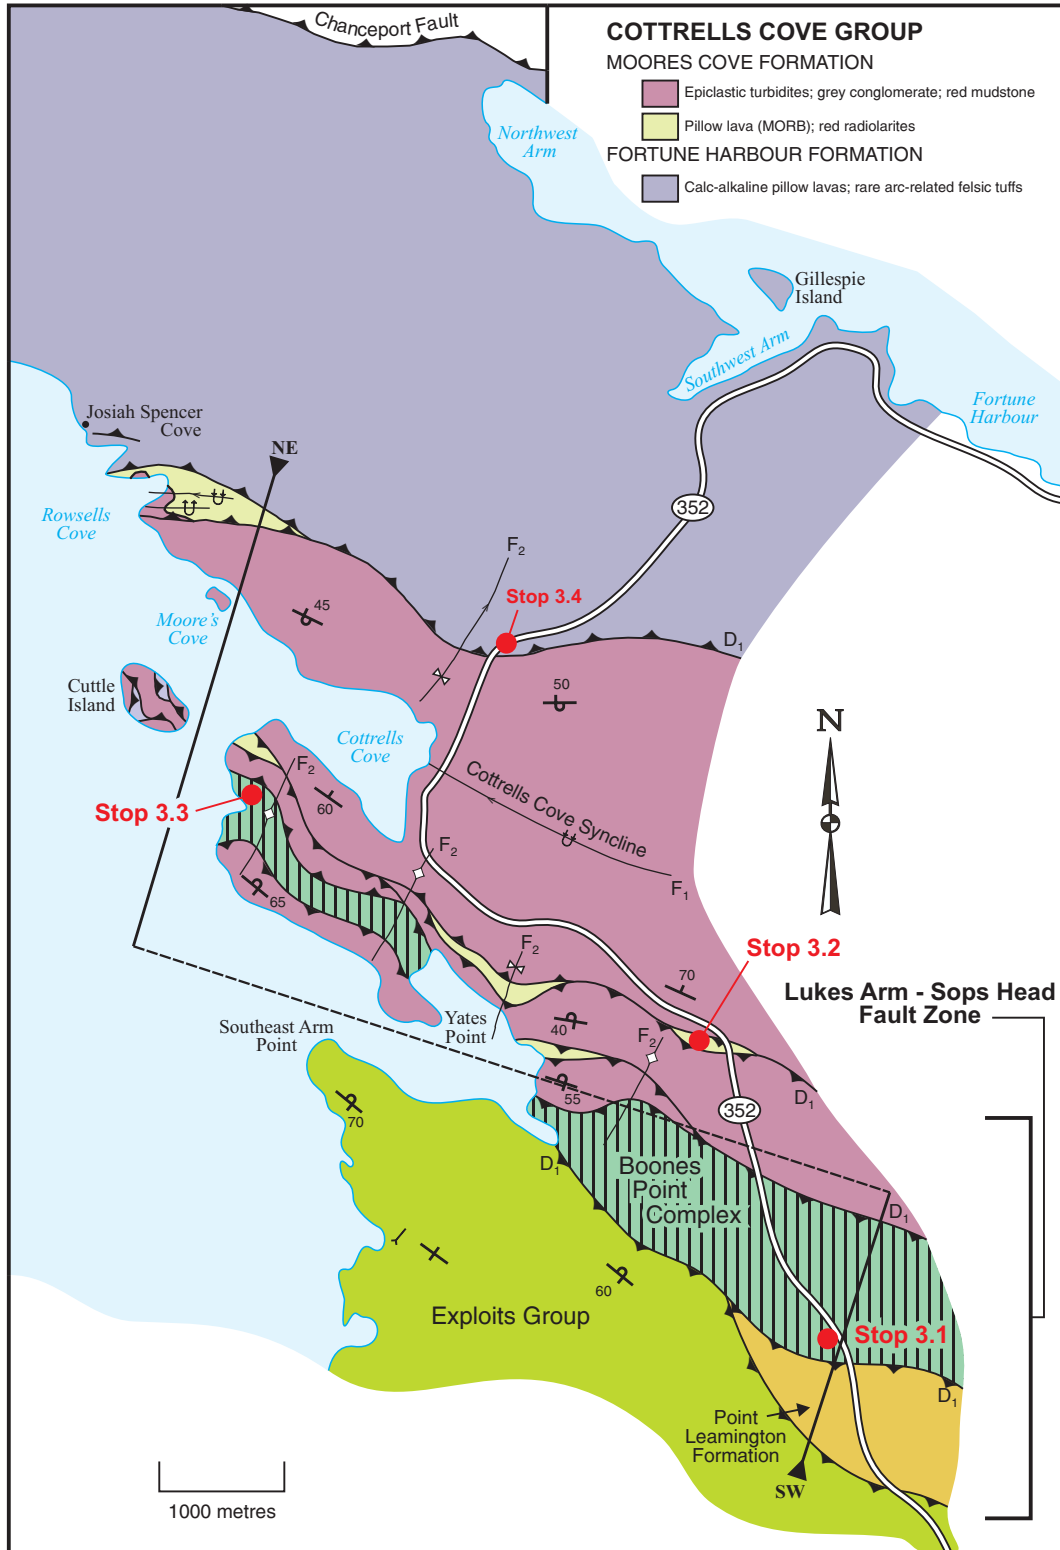 Chanceport Fault
COTTRELLS COVE GROUP
MOORES COVE FORMATION
Epiclastic turbidites; grey conglomerate; red mudstone
Pillow lava (MORB); red radiolarites
FORTUNE HARBOUR FORMATION
Calc-alkaline pillow lavas; rare arc-related felsic tuffs
Northwest
Arm
Gillespie
Island
Southwest Arm
Fortune
Harbour
Josiah Spencer
Cove
NE
Rowsells
Cove
352
F2
Stop 3.4
45
Moore's
Cove
D1
Cuttle
Island
50
N
Cottrells
Cove
F2
Cottrells Cove Syncline
60
Stop 3.3
F2
F1
65
Stop 3.2
F2
70
Lukes Arm - Sops Head
Fault Zone
Yates
Point
Southeast Arm
Point
40
F2
55
D1
70
352
D1
Boones
Point
Complex
D1
60
Exploits Group
Stop 3.1
D1
Point
Leamington
Formation
SW
1000 metres